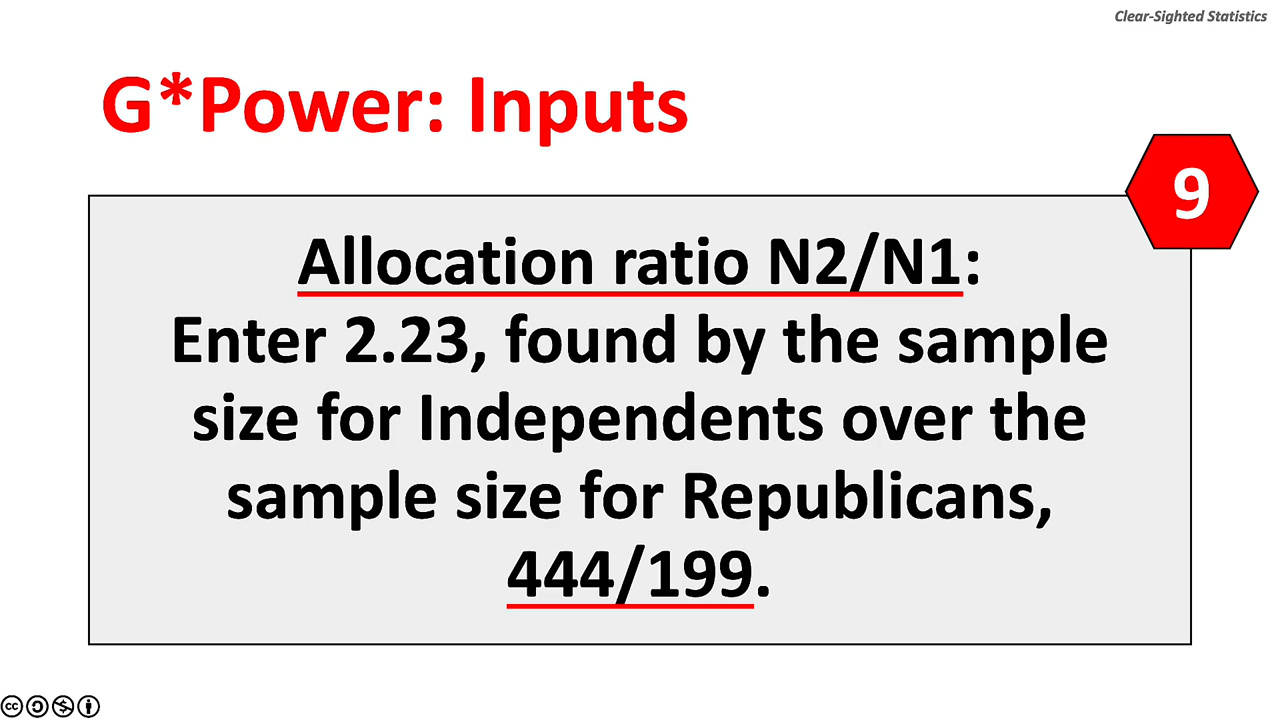 Clear-Sighted Statistics
G*Power: Inputs
9
Allocation ratio N2/N1:
Enter 2.23, found by the sample
size for Independents over the
sample size for Republicans,
444/199.
cc